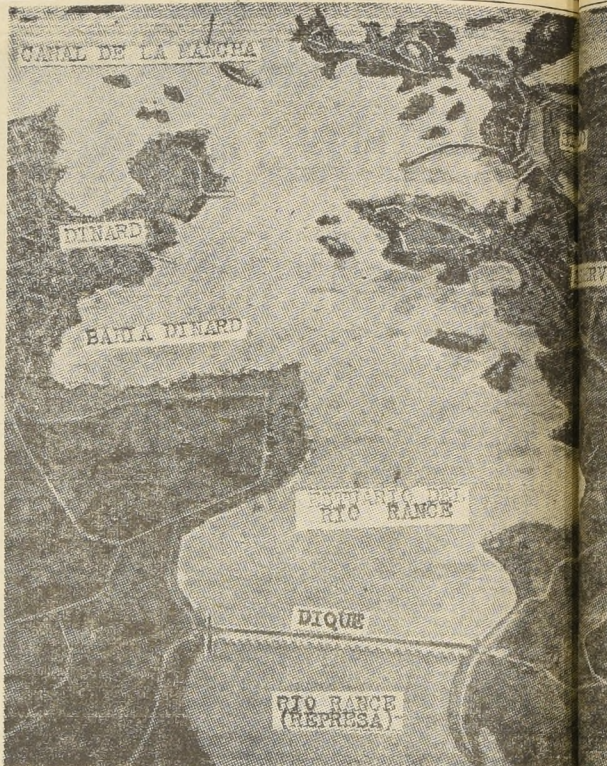 CANAL DE LA MANCHA
DINARD
BAHIA DINARD
ESTUARIO DEL
RIO RANCE
DIQUE
RIO RANCE
(REPRESA)